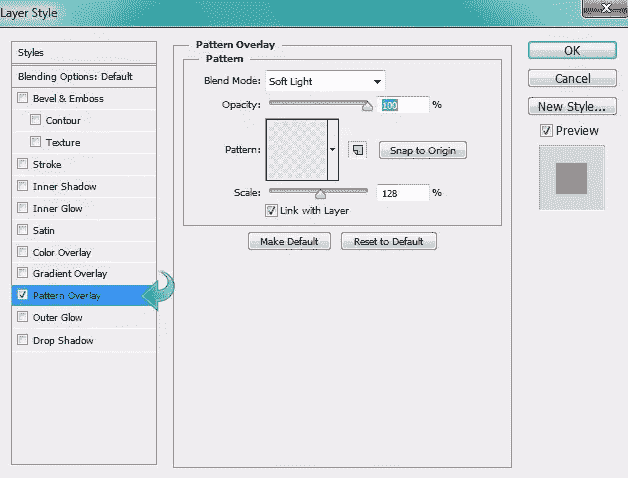 Layer Style
Styles
Blending Options: Default
Bevel & Emboss
Contour
Texture
Stroke
Inner Shadow
Inner Glow
Satin
Color Overlay
Gradient Overlay
Pattern Overlay
Outer Glow
Drop Shadow
Pattern Overlay
Pattern
Blend Mode: Soft Light
Opacity: 100 %
Pattern: Snap to Origin
Scale: 128 %
Link with Layer
Make Default Reset to Default
OK
Cancel
New Style...
Preview